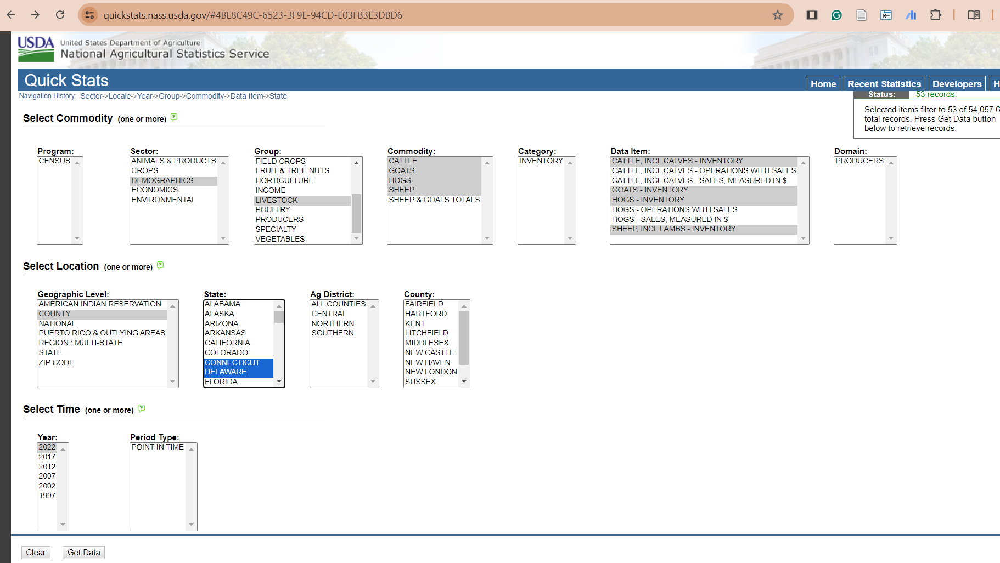 quickstats.nass.usda.gov/#4BE8C49C-6523-3F9E-94CD-E03FB3E3DBD6
USDA United States Department of Agriculture
National Agricultural Statistics Service
Quick Stats
Home Recent Statistics Developers H
Navigation History: Sector->Locale->Year->Group->Commodity->Data Item->State
Status: 53 records.
Selected items filter to 53 of 54,057,6
total records. Press Get Data button
below to retrieve records.
Select Commodity (one or more) ?
Program:
CENSUS
Sector:
ANIMALS & PRODUCTS
CROPS
DEMOGRAPHICS
ECONOMICS
ENVIRONMENTAL
Group:
FIELD CROPS
FRUIT & TREE NUTS
HORTICULTURE
INCOME
LIVESTOCK
POULTRY
PRODUCERS
SPECIALTY
VEGETABLES
Commodity:
CATTLE
GOATS
HOGS
SHEEP
SHEEP & GOATS TOTALS
Category:
INVENTORY
Data Item:
CATTLE, INCL CALVES - INVENTORY
CATTLE, INCL CALVES - OPERATIONS WITH SALES
CATTLE, INCL CALVES - SALES, MEASURED IN $
GOATS - INVENTORY
HOGS - INVENTORY
HOGS - OPERATIONS WITH SALES
HOGS - SALES, MEASURED IN $
SHEEP, INCL LAMBS - INVENTORY
Domain:
PRODUCERS
Select Location (one or more) ?
Geographic Level:
AMERICAN INDIAN RESERVATION
COUNTY
NATIONAL
PUERTO RICO & OUTLYING AREAS
REGION : MULTI-STATE
STATE
ZIP CODE
State:
ALABAMA
ALASKA
ARIZONA
ARKANSAS
CALIFORNIA
COLORADO
CONNECTICUT
DELAWARE
FLORIDA
Ag District:
ALL COUNTIES
CENTRAL
NORTHERN
SOUTHERN
County:
FAIRFIELD
HARTFORD
KENT
LITCHFIELD
MIDDLESEX
NEW CASTLE
NEW HAVEN
NEW LONDON
SUSSEX
Select Time (one or more) ?
Year:
2022
2017
2012
2007
2002
1997
Period Type:
POINT IN TIME
Clear Get Data